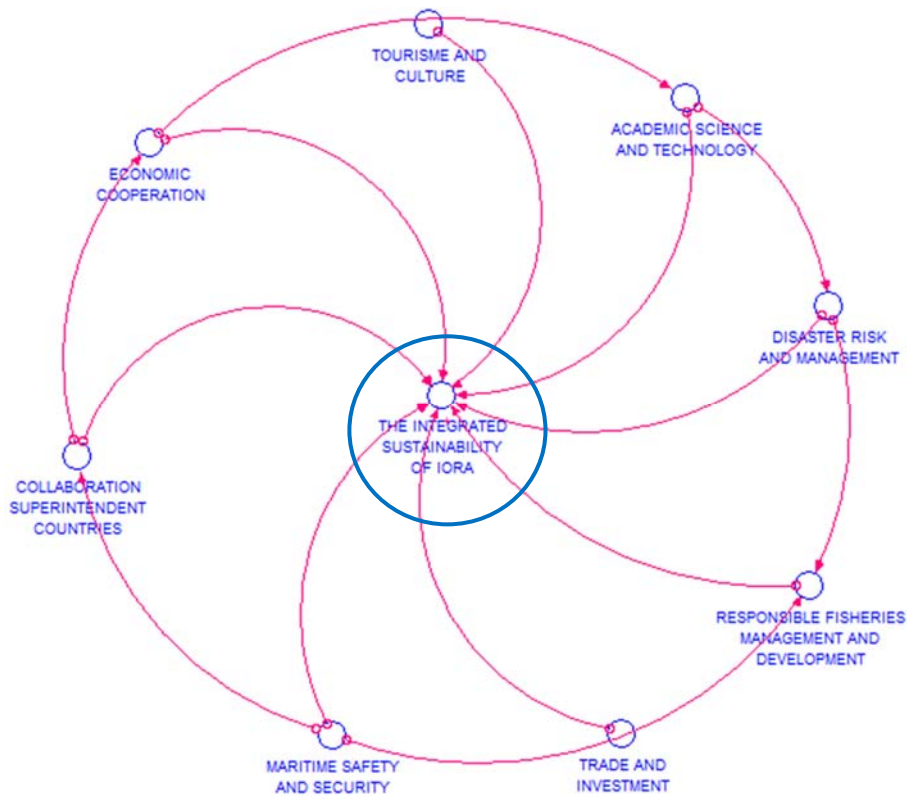 TOURISME AND
CULTURE
ACADEMIC SCIENCE
AND TECHNOLOGY
ECONOMIC
COOPERATION
DISASTER RISK
AND MANAGEMENT
THE INTEGRATED
SUSTAINABILITY
OF IORA
COLLABORATION
SUPERINTENDENT
COUNTRIES
RESPONSIBLE FISHERIES
MANAGEMENT AND
DEVELOPMENT
MARITIME SAFETY
AND SECURITY
TRADE AND
INVESTMENT